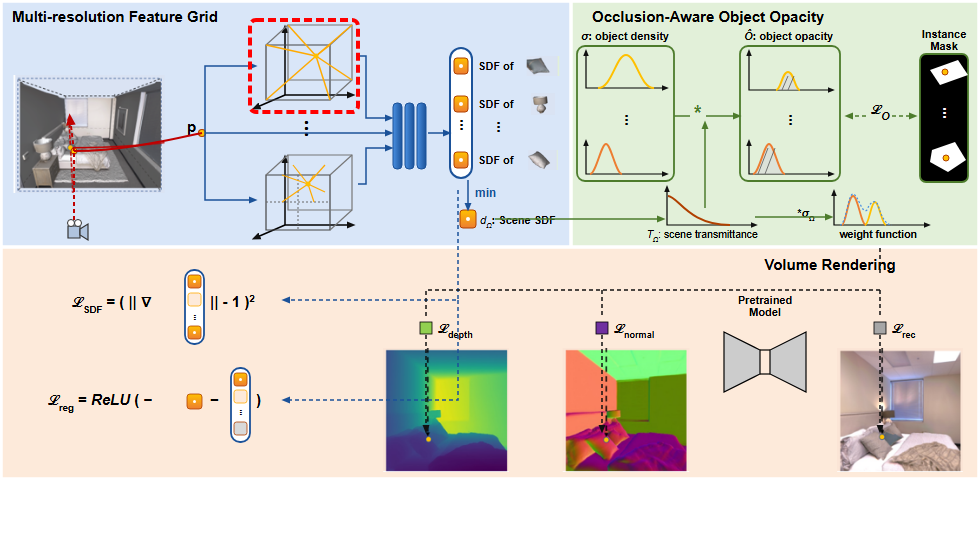 Multi-resolution Feature Grid
p
SDF of
SDF of
SDF of
min
d_Ω: Scene SDF
Occlusion-Aware Object Opacity
σ: object density
Ô: object opacity
Instance
Mask
*
ℒ_O
T_Ω: scene transmittance
*σ_Ω
weight function
Volume Rendering
ℒ_SDF = ( || ∇ || - 1 )²
ℒ_reg = ReLU ( − − )
ℒ_depth
ℒ_normal
Pretrained
Model
ℒ_rec